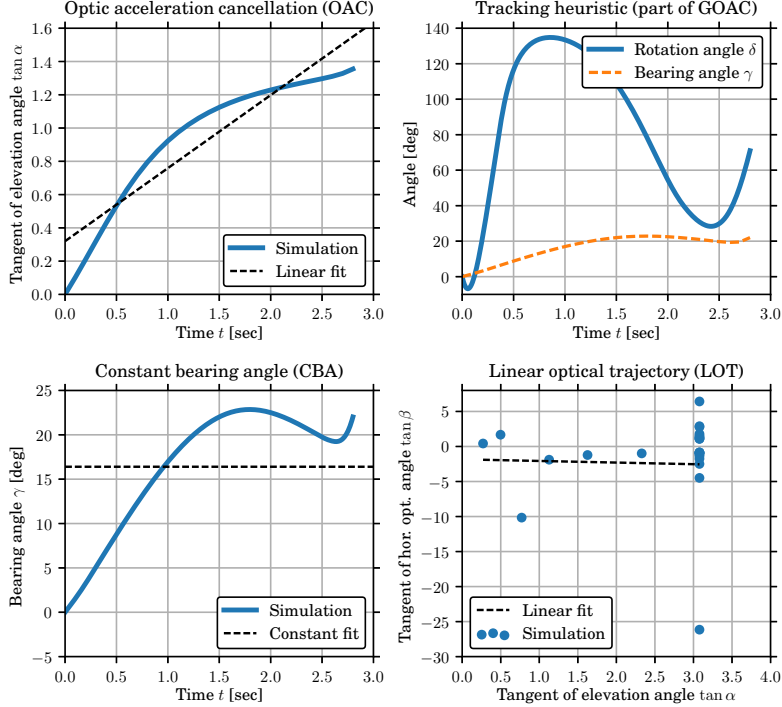 Optic acceleration cancellation (OAC)
Tangent of elevation angle tan α
1.6
1.4
1.2
1.0
0.8
0.6
0.4
0.2
0.0
Simulation
Linear fit
0.0 0.5 1.0 1.5 2.0 2.5 3.0
Time t [sec]
Tracking heuristic (part of GOAC)
Angle [deg]
140
120
100
80
60
40
20
0
Rotation angle δ
Bearing angle γ
0.0 0.5 1.0 1.5 2.0 2.5 3.0
Time t [sec]
Constant bearing angle (CBA)
Bearing angle γ [deg]
25
20
15
10
5
0
−5
Simulation
Constant fit
0.0 0.5 1.0 1.5 2.0 2.5 3.0
Time t [sec]
Linear optical trajectory (LOT)
Tangent of hor. opt. angle tan β
5
0
−5
−10
−15
−20
−25
−30
Linear fit
Simulation
0.0 0.5 1.0 1.5 2.0 2.5 3.0 3.5 4.0
Tangent of elevation angle tan α